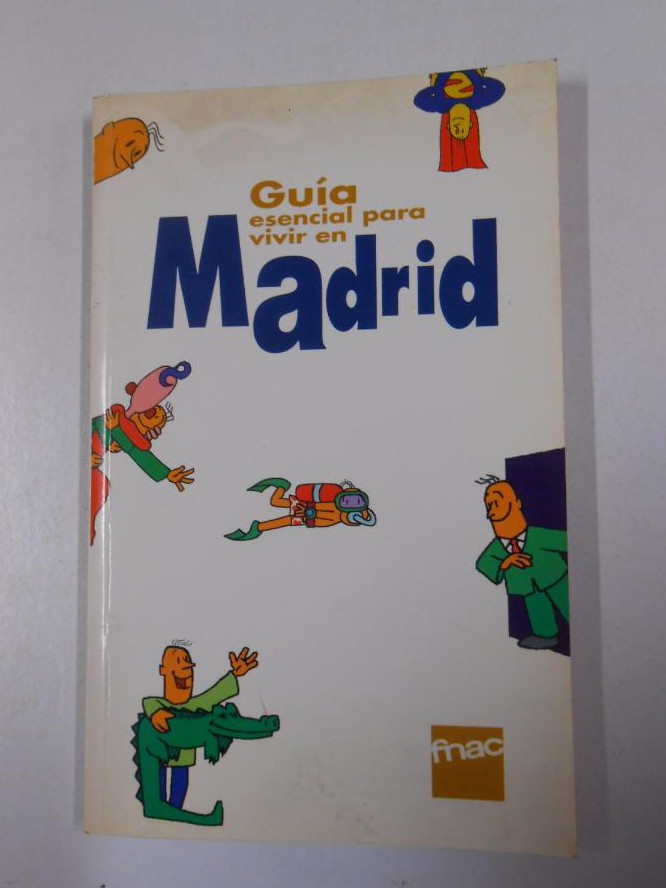 Guía
esencial para
vivir en
Madrid
fnac